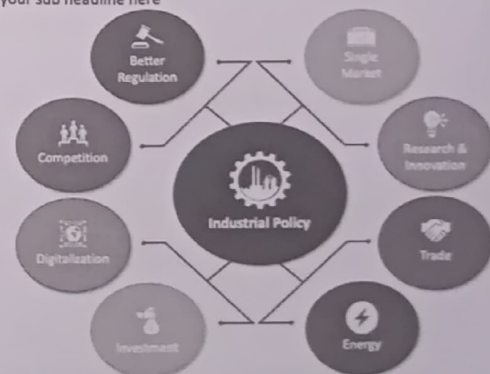 your sub headline here
Better
Regulation
Single
Market
Competition
Research &
Innovation
Industrial Policy
Digitalization
Trade
Investment
Energy